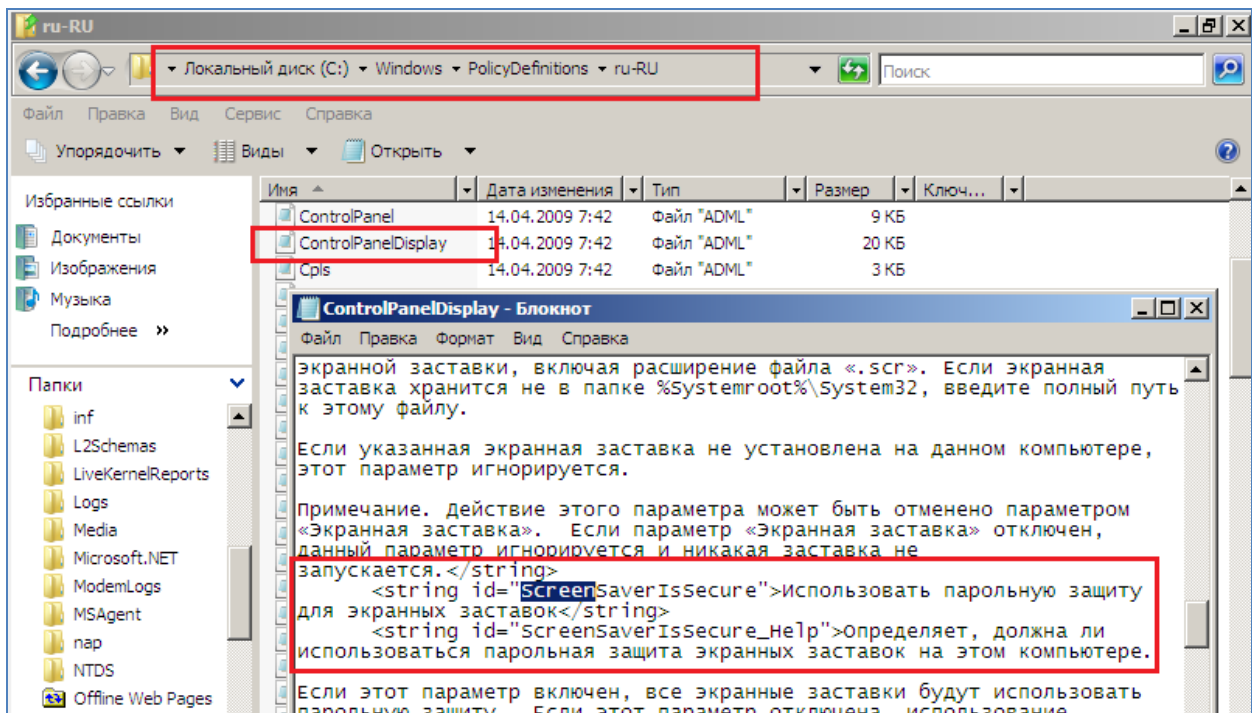 ru-RU
Локальный диск (C:) Windows PolicyDefinitions ru-RU
Поиск
Файл Правка Вид Сервис Справка
Упорядочить Виды Открыть
Избранные ссылки
Документы
Изображения
Музыка
Подробнее »
Папки
inf
L2Schemas
LiveKernelReports
Logs
Media
Microsoft.NET
ModemLogs
MSAgent
nap
NTDS
Offline Web Pages
Имя Дата изменения Тип Размер Ключ...
ControlPanel 14.04.2009 7:42 Файл "ADML" 9 КБ
ControlPanelDisplay 14.04.2009 7:42 Файл "ADML" 20 КБ
Cpls 14.04.2009 7:42 Файл "ADML" 3 КБ
ControlPanelDisplay - Блокнот
Файл Правка Формат Вид Справка
экранной заставки, включая расширение файла «.scr». Если экранная
заставка хранится не в папке %Systemroot%\System32, введите полный путь
к этому файлу.
Если указанная экранная заставка не установлена на данном компьютере,
этот параметр игнорируется.
Примечание. Действие этого параметра может быть отменено параметром
«Экранная заставка». Если параметр «Экранная заставка» отключен,
данный параметр игнорируется и никакая заставка не
запускается.</string>
<string id="ScreenSaverIsSecure">Использовать парольную защиту
для экранных заставок</string>
<string id="ScreenSaverIsSecure_Help">Определяет, должна ли
использоваться парольная защита экранных заставок на этом компьютере.
Если этот параметр включен, все экранные заставки будут использовать
парольную защиту. Если этот параметр отключена, использование